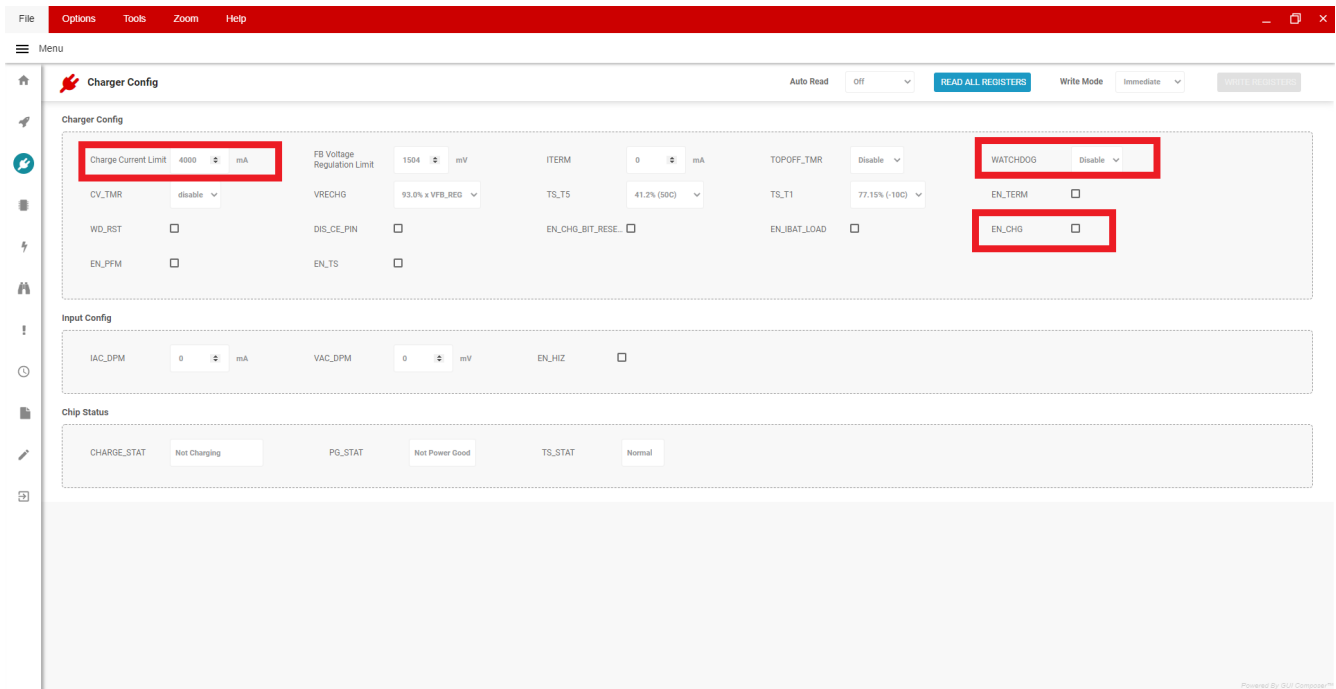 File Options Tools Zoom Help
Menu
Charger Config Auto Read Off READ ALL REGISTERS Write Mode Immediate WRITE REGISTERS
Charger Config
Charge Current Limit 4000 mA FB Voltage Regulation Limit 1504 mV ITERM 0 mA TOPOFF_TMR Disable WATCHDOG Disable
CV_TMR disable VRECHG 93.0% x VFB_REG TS_T5 41.2% (50C) TS_T1 77.15% (-10C) EN_TERM
WD_RST DIS_CE_PIN EN_CHG_BIT_RESE... EN_IBAT_LOAD EN_CHG
EN_PFM EN_TS
Input Config
IAC_DPM 0 mA VAC_DPM 0 mV EN_HIZ
Chip Status
CHARGE_STAT Not Charging PG_STAT Not Power Good TS_STAT Normal
Powered By GUI Composer™